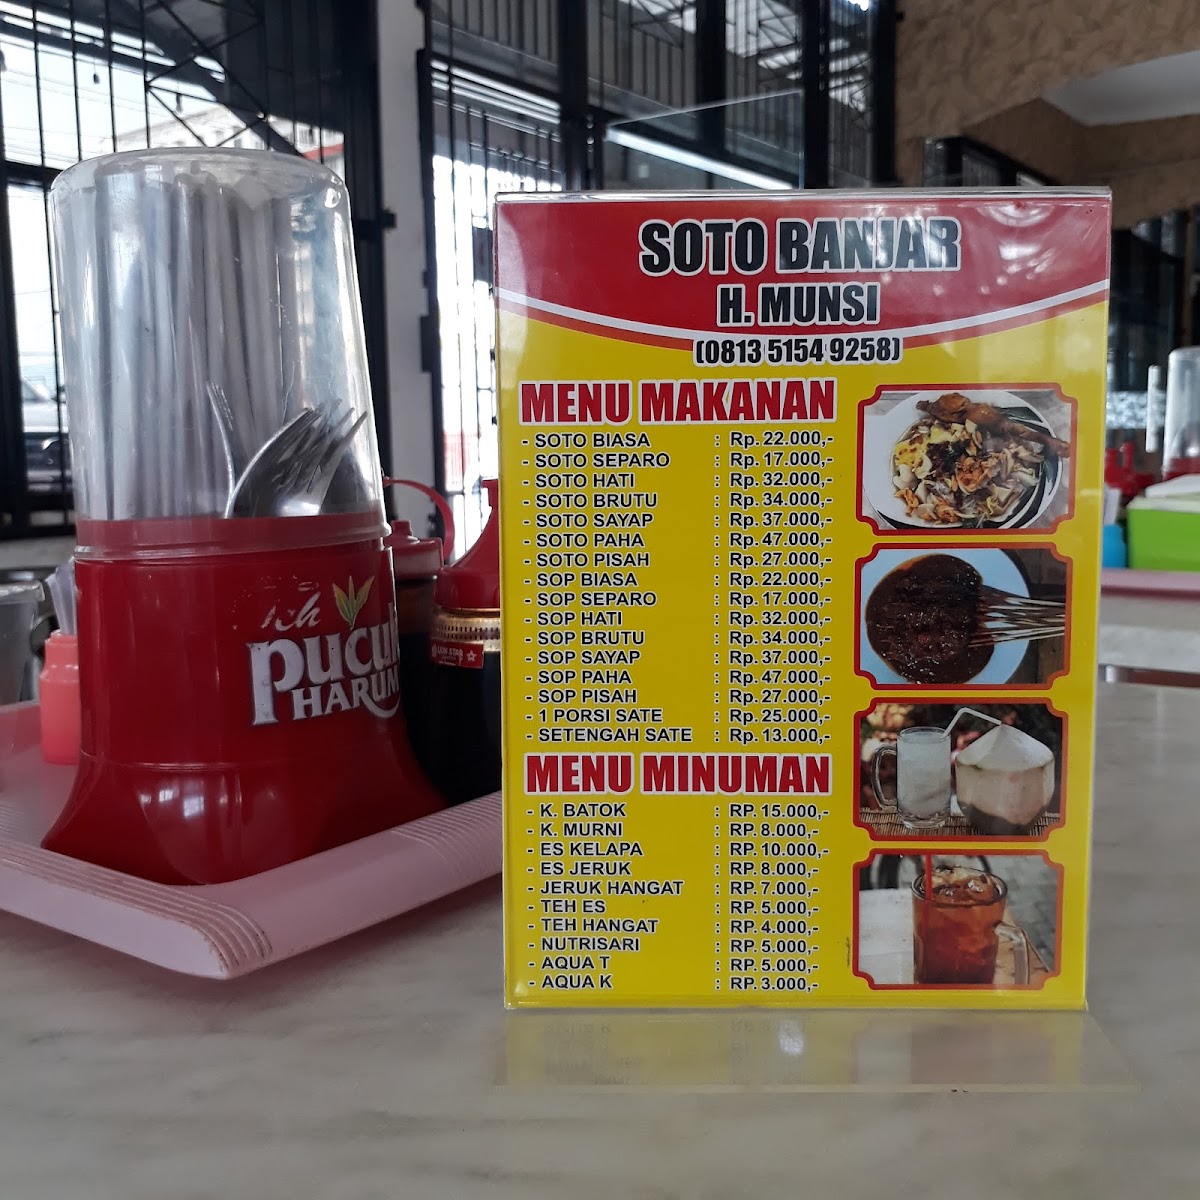 SOTO BANJAR
H. MUNSI
(0813 5154 9258)
MENU MAKANAN
- SOTO BIASA : Rp. 22.000,-
- SOTO SEPARO : Rp. 17.000,-
- SOTO HATI : Rp. 32.000,-
- SOTO BRUTU : Rp. 34.000,-
- SOTO SAYAP : Rp. 37.000,-
- SOTO PAHA : Rp. 47.000,-
- SOTO PISAH : Rp. 27.000,-
- SOP BIASA : Rp. 22.000,-
- SOP SEPARO : Rp. 17.000,-
- SOP HATI : Rp. 32.000,-
- SOP BRUTU : Rp. 34.000,-
- SOP SAYAP : Rp. 37.000,-
- SOP PAHA : Rp. 47.000,-
- SOP PISAH : Rp. 27.000,-
- 1 PORSI SATE : Rp. 25.000,-
- SETENGAH SATE : Rp. 13.000,-
MENU MINUMAN
- K. BATOK : RP. 15.000,-
- K. MURNI : RP. 8.000,-
- ES KELAPA : RP. 10.000,-
- ES JERUK : RP. 8.000,-
- JERUK HANGAT : RP. 7.000,-
- TEH ES : RP. 5.000,-
- TEH HANGAT : RP. 4.000,-
- NUTRISARI : RP. 5.000,-
- AQUA T : RP. 5.000,-
- AQUA K : RP. 3.000,-
pucuk
HARUM
LION STAR